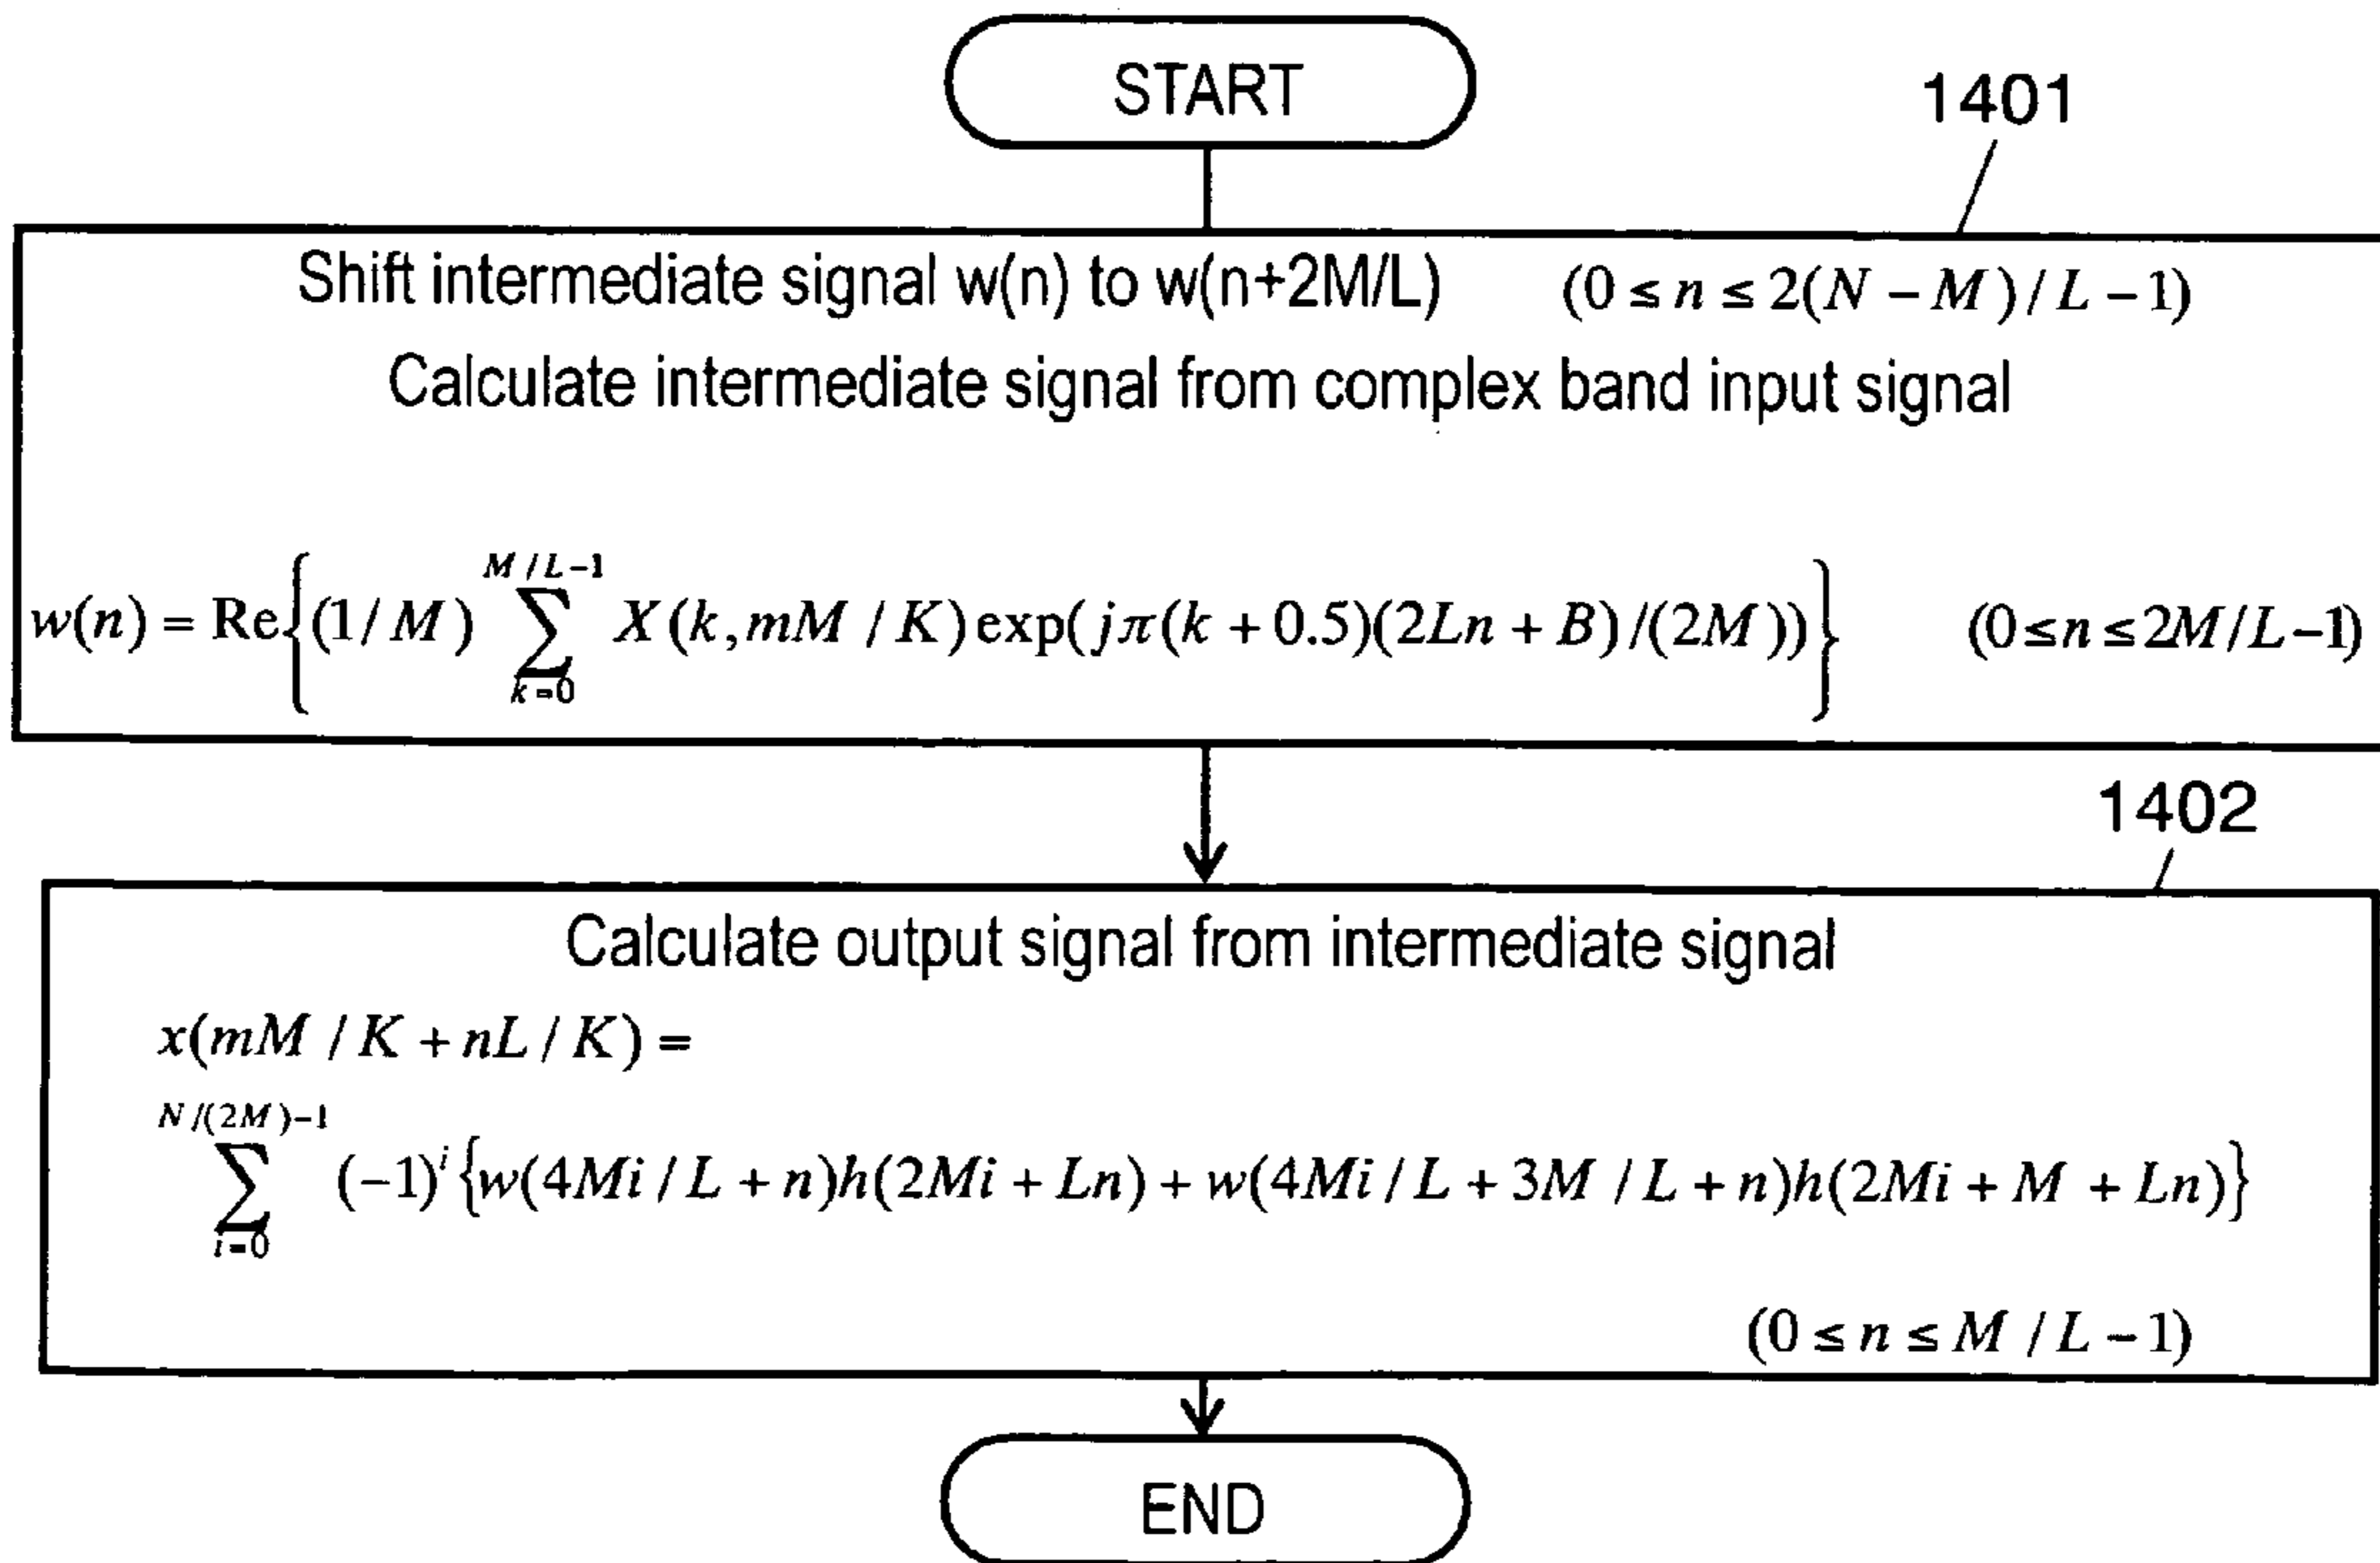 START
1401
Shift intermediate signal w(n) to w(n+2M/L) (0 ≤ n ≤ 2(N − M) / L − 1)
Calculate intermediate signal from complex band input signal
w(n) = Re{(1/M) ∑_{k=0}^{M/L−1} X(k, mM / K) exp(jπ(k + 0.5)(2Ln + B) /(2M))} (0 ≤ n ≤ 2M/L−1)
1402
Calculate output signal from intermediate signal
x(mM / K + nL / K) =
∑_{i=0}^{N/(2M)−1} (−1)^i {w(4Mi / L + n)h(2Mi + Ln) + w(4Mi / L + 3M / L + n)h(2Mi + M + Ln)}
(0 ≤ n ≤ M / L − 1)
END